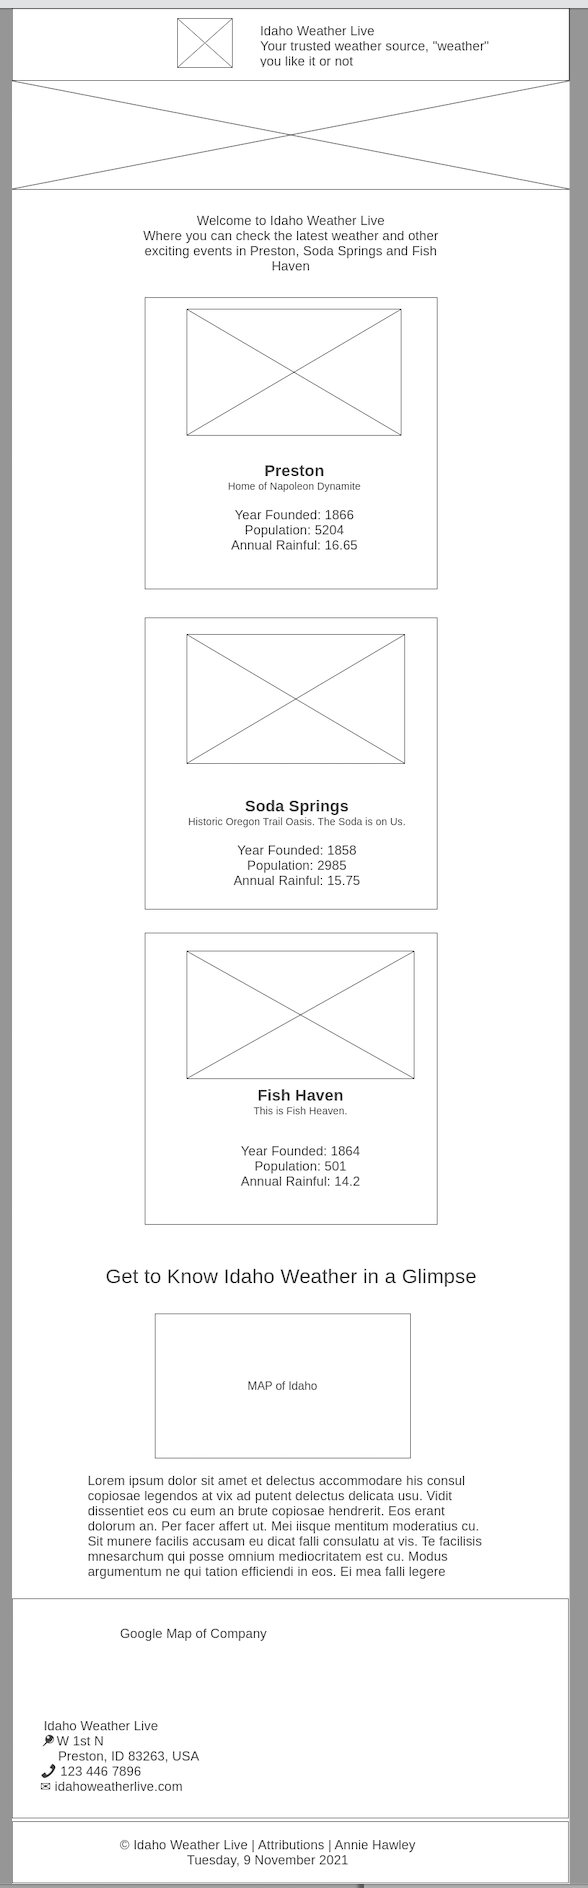 Idaho Weather Live
Your trusted weather source, "weather"
you like it or not
Welcome to Idaho Weather Live
Where you can check the latest weather and other
exciting events in Preston, Soda Springs and Fish
Haven
Preston
Home of Napoleon Dynamite
Year Founded: 1866
Population: 5204
Annual Rainful: 16.65
Soda Springs
Historic Oregon Trail Oasis. The Soda is on Us.
Year Founded: 1858
Population: 2985
Annual Rainful: 15.75
Fish Haven
This is Fish Heaven.
Year Founded: 1864
Population: 501
Annual Rainful: 14.2
Get to Know Idaho Weather in a Glimpse
MAP of Idaho
Lorem ipsum dolor sit amet et delectus accommodare his consul
copiosae legendos at vix ad putent delectus delicata usu. Vidit
dissentiet eos cu eum an brute copiosae hendrerit. Eos erant
dolorum an. Per facer affert ut. Mei iisque mentitum moderatius cu.
Sit munere facilis accusam eu dicat falli consulatu at vis. Te facilisis
mnesarchum qui posse omnium mediocritatem est cu. Modus
argumentum ne qui tation efficiendi in eos. Ei mea falli legere
Google Map of Company
Idaho Weather Live
W 1st N
Preston, ID 83263, USA
123 446 7896
idahoweatherlive.com
© Idaho Weather Live | Attributions | Annie Hawley
Tuesday, 9 November 2021